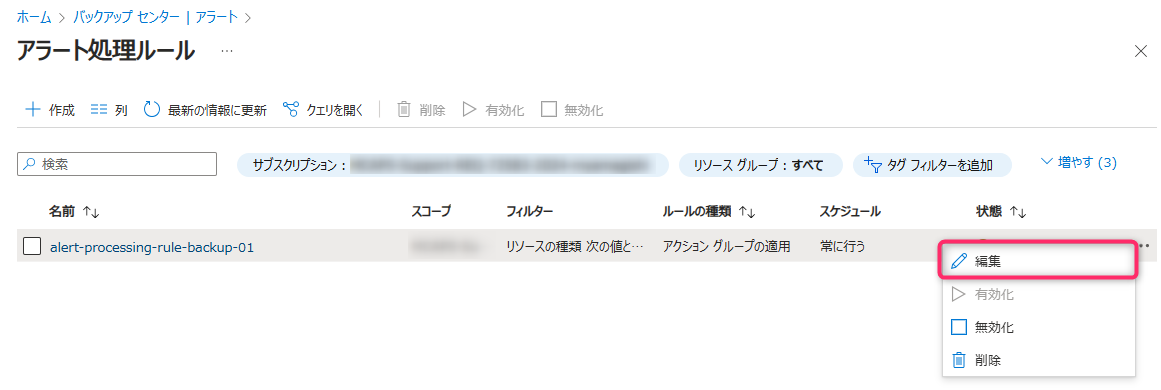 ホーム > バックアップ センター | アラート >
アラート処理ルール ...
作成 列 最新の情報に更新 クエリを開く 削除 有効化 無効化
検索 サブスクリプション : リソース グループ : すべて タグ フィルターを追加 増やす (3)
名前 ↑↓ スコープ フィルター ルールの種類 ↑↓ スケジュール 状態 ↑↓
alert-processing-rule-backup-01 リソースの種類 次の値と… アクション グループの適用 常に行う
編集
有効化
無効化
削除